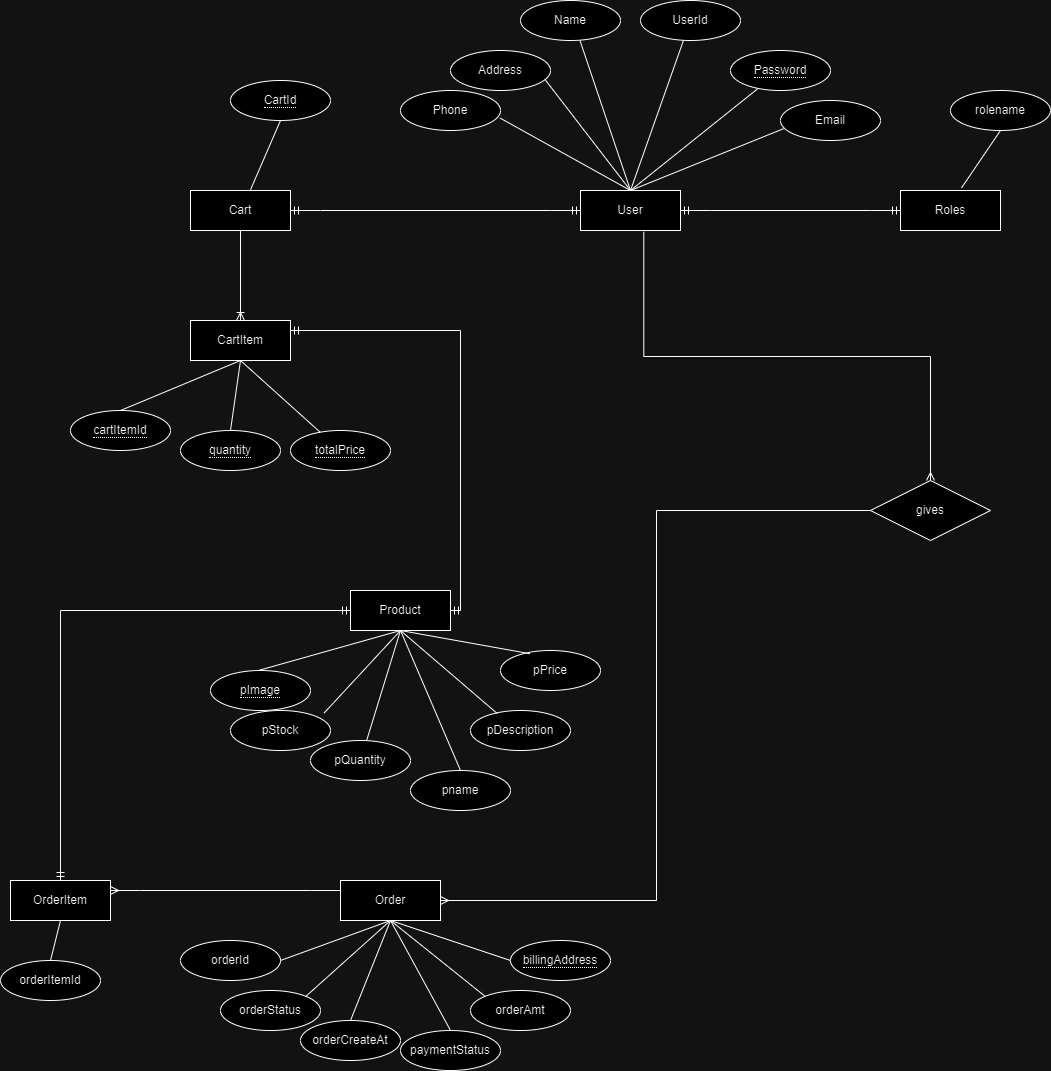 Name
UserId
Address
Password
CartId
Phone
Email
rolename
Cart
User
Roles
CartItem
cartItemId
quantity
totalPrice
gives
Product
pPrice
pImage
pStock
pDescription
pQuantity
pname
OrderItem
Order
orderId
billingAddress
orderItemId
orderStatus
orderAmt
orderCreateAt
paymentStatus